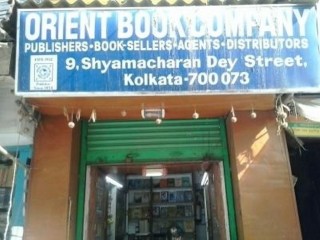 ORIENT BOOK COMPANY
PUBLISHERS•BOOK-SELLERS•AGENTS•DISTRIBUTORS
9, Shyamacharan Dey Street,
Kolkata-700 073